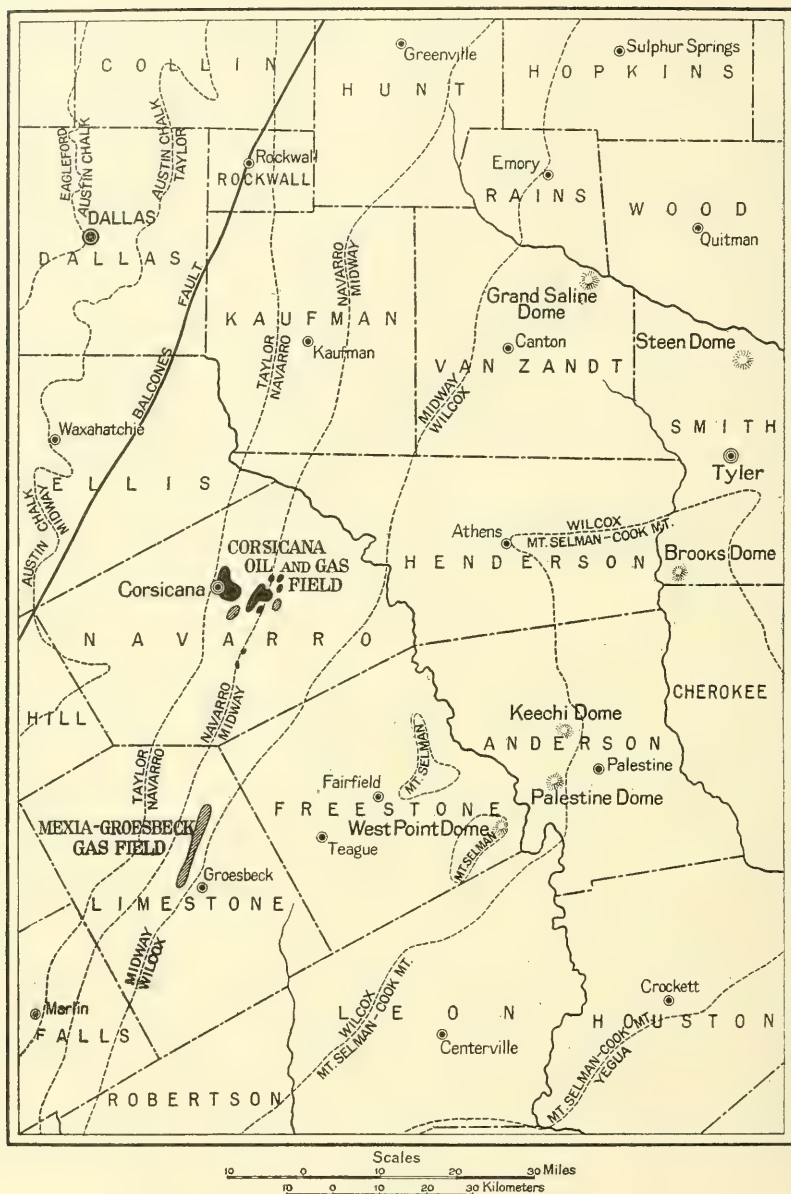 Greenville
Sulphur Springs
COLLIN
HUNT
HOPKINS
EAGLEFORD
AUSTIN CHALK
AUSTIN CHALK
TAYLOR
Rockwall
ROCKWALL
Emory
RAINS
WOOD
Quitman
DALLAS
DALLAS
FAULT
BALCONES
NAVARRO
MIDWAY
Grand Saline
Dome
KAUFMAN
Kaufman
TAYLOR
NAVARRO
Canton
VAN ZANDT
Steen Dome
MIDWAY
WILCOX
Waxahatchie
SMITH
Tyler
ELLIS
AUSTIN CHALK
MIDWAY
Athens
WILCOX
MT. SELMAN-COOK MT.
HENDERSON
Brooks Dome
CORSICANA
OIL AND GAS
FIELD
Corsicana
NAVARRO
HILL
NAVARRO
MIDWAY
CHEROKEE
Keechi Dome
ANDERSON
Palestine
Palestine Dome
TAYLOR
NAVARRO
MT. SELMAN
Fairfield
FREESTONE
MEXIA-GROESBECK
GAS FIELD
West Point Dome
Teague
MT. SELMAN
Groesbeck
LIMESTONE
MIDWAY
WILCOX
Marlin
FALLS
WILCOX
MT. SELMAN-COOK MT.
LEON
Centerville
Crockett
HOUSTON
MT. SELMAN-COOK MT.
YEGUA
ROBERTSON
Scales
10 0 10 20 30 Miles
10 0 10 20 30 Kilometers